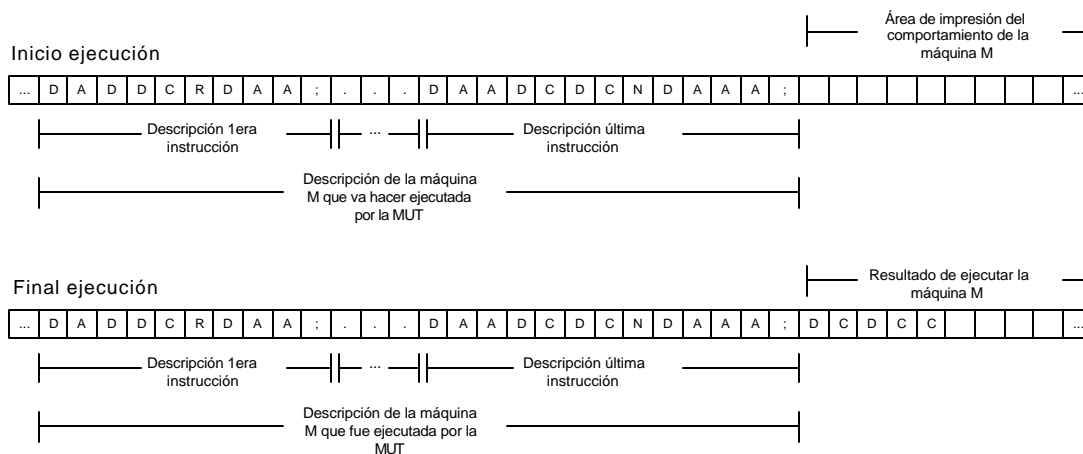 Área de impresión del
comportamiento de la
máquina M
Inicio ejecución
... D A D D C R D A A ; . . . D A A D C D C N D A A A ; ...
Descripción 1era
instrucción
...
Descripción última
instrucción
Descripción de la máquina
M que va hacer ejecutada
por la MUT
Resultado de ejecutar la
máquina M
Final ejecución
... D A D D C R D A A ; . . . D A A D C D C N D A A A ; D C D C C ...
Descripción 1era
instrucción
...
Descripción última
instrucción
Descripción de la máquina
M que fue ejecutada por la
MUT